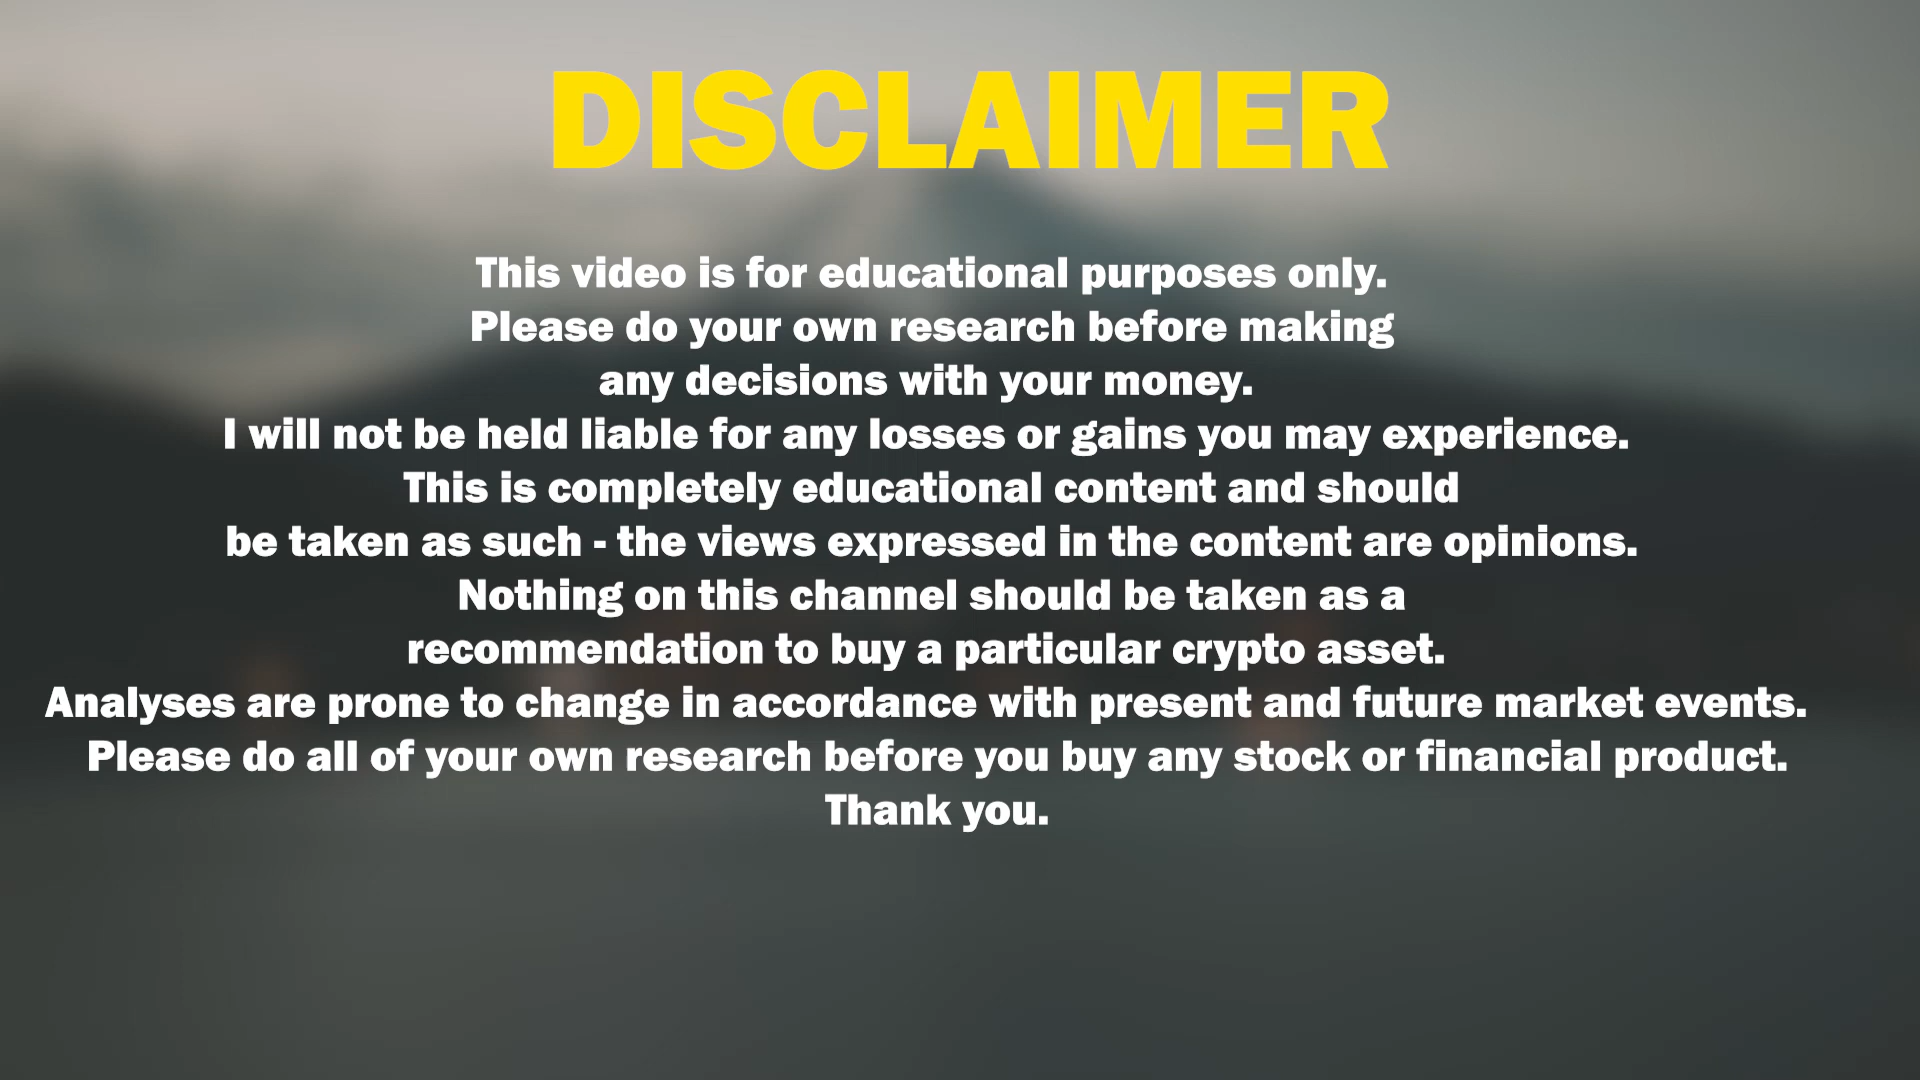 DISCLAIMER
This video is for educational purposes only.
Please do your own research before making
any decisions with your money.
I will not be held liable for any losses or gains you may experience.
This is completely educational content and should
be taken as such - the views expressed in the content are opinions.
Nothing on this channel should be taken as a
recommendation to buy a particular crypto asset.
Analyses are prone to change in accordance with present and future market events.
Please do all of your own research before you buy any stock or financial product.
Thank you.